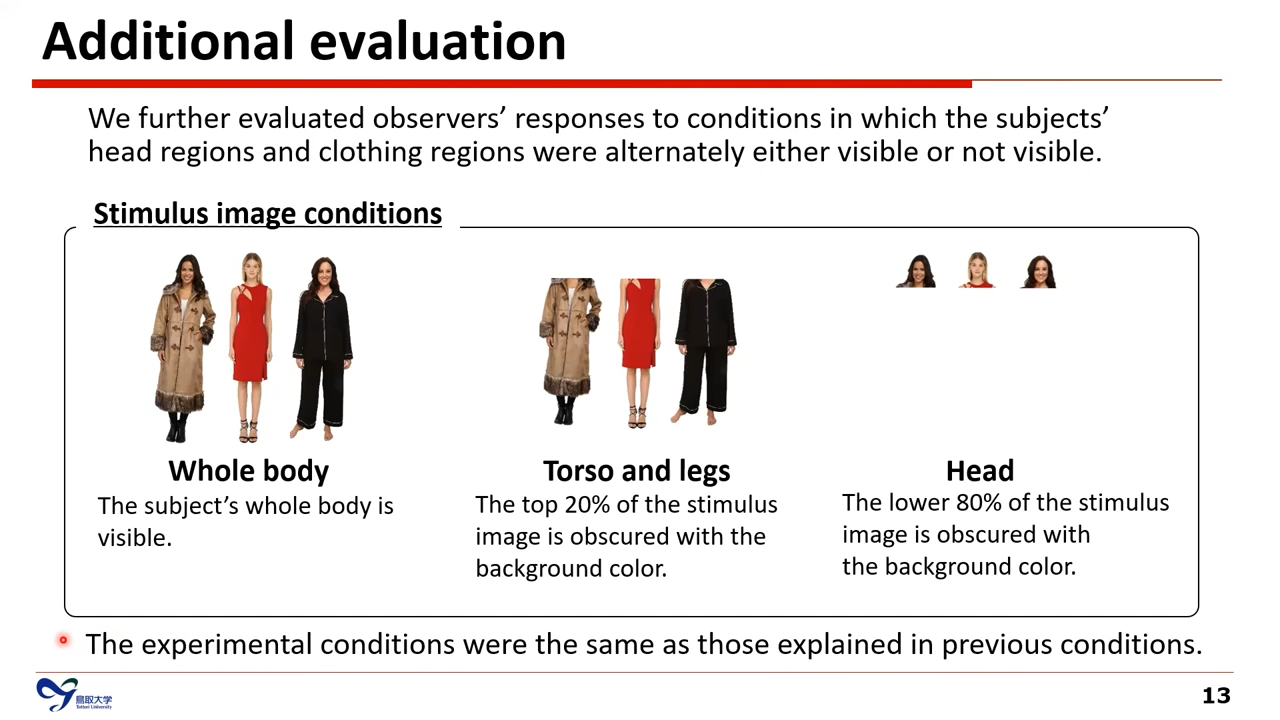 Additional evaluation
We further evaluated observers’ responses to conditions in which the subjects’
head regions and clothing regions were alternately either visible or not visible.
Stimulus image conditions
Whole body
The subject’s whole body is
visible.
Torso and legs
The top 20% of the stimulus
image is obscured with the
background color.
Head
The lower 80% of the stimulus
image is obscured with
the background color.
The experimental conditions were the same as those explained in previous conditions.
鳥取大学
Tottori University
13